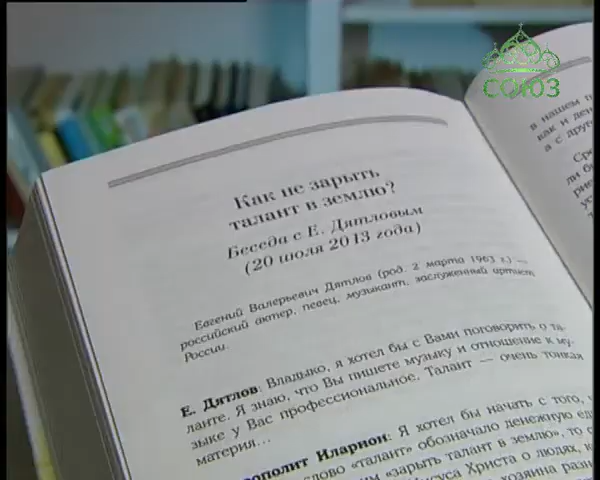 СОЮЗ
Как не зарыть
талант в землю?
Беседа с Е. Дятловым
(20 июля 2013 года)
Евгений Валерьевич Дятлов (род. 2 марта 1963 г.) —
российский актер, певец, музыкант, заслуженный артист
России.
Е. Дятлов: Владыко, я хотел бы с Вами поговорить о та-
ланте. Я знаю, что Вы пишете музыку и отношение к му-
зыке у Вас профессиональное. Талант — очень тонкая
материя...
Иларион: Я хотел бы начать с того,
слово «талант» обозначало денежную
«зарыть талант в землю», то
Христа о людях,
хозяина
в нашем
как и
а с